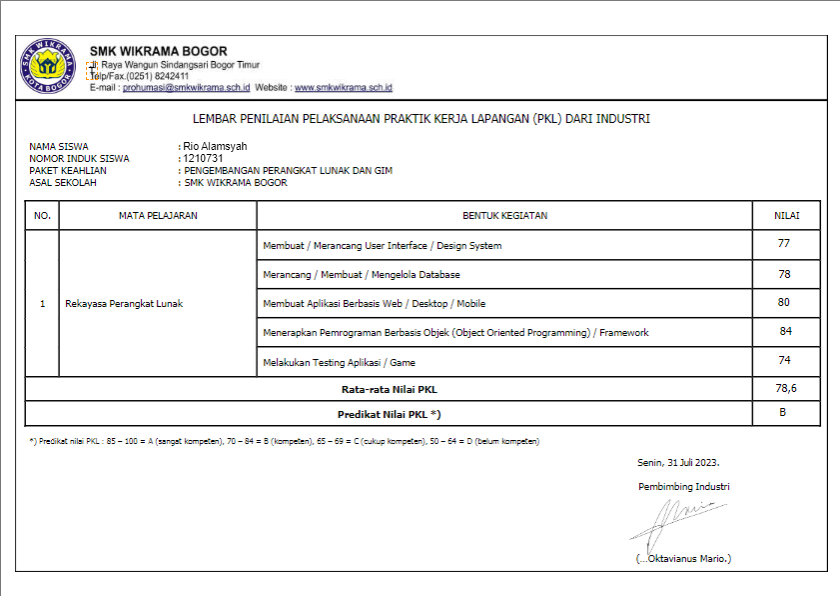 SMK WIKRAMA
KOTA BOGOR
SMK WIKRAMA BOGOR
Jl. Raya Wangun Sindangsari Bogor Timur
Telp/Fax.(0251) 8242411
E-mail : prohumasi@smkwikrama.sch.id Website : www.smkwikrama.sch.id
LEMBAR PENILAIAN PELAKSANAAN PRAKTIK KERJA LAPANGAN (PKL) DARI INDUSTRI
NAMA SISWA : Rio Alamsyah
NOMOR INDUK SISWA : 1210731
PAKET KEAHLIAN : PENGEMBANGAN PERANGKAT LUNAK DAN GIM
ASAL SEKOLAH : SMK WIKRAMA BOGOR
NO. MATA PELAJARAN BENTUK KEGIATAN NILAI
Membuat / Merancang User Interface / Design System 77
Merancang / Membuat / Mengelola Database 78
1 Rekayasa Perangkat Lunak Membuat Aplikasi Berbasis Web / Desktop / Mobile 80
Menerapkan Pemrograman Berbasis Objek (Object Oriented Programming) / Framework 84
Melakukan Testing Aplikasi / Game 74
Rata-rata Nilai PKL 78,6
Predikat Nilai PKL *) B
*) Predikat nilai PKL : 85 – 100 = A (sangat kompeten), 70 – 84 = B (kompeten), 65 – 69 = C (cukup kompeten), 50 – 64 = D (belum kompeten)
Senin, 31 Juli 2023.
Pembimbing Industri
(...Oktavianus Mario.)